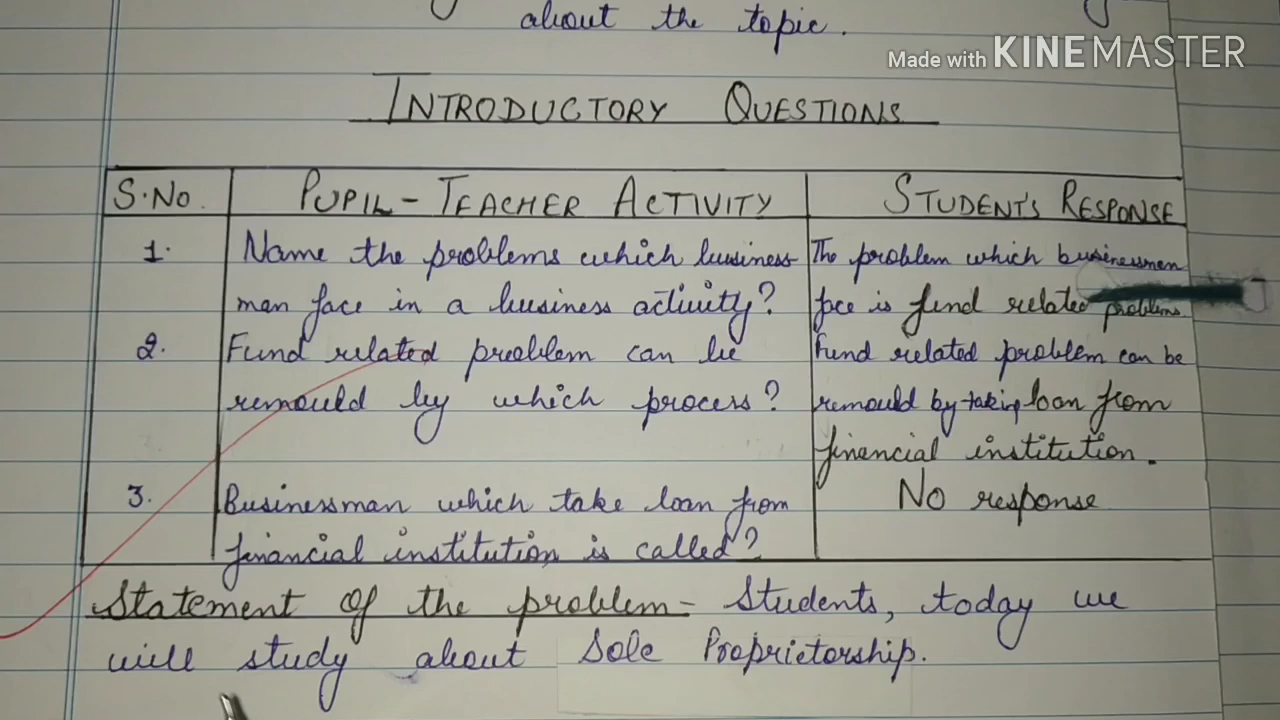 about the topic.
Made with KINEMASTER
INTRODUCTORY QUESTIONS
S.No. PUPIL-TEACHER ACTIVITY STUDENT'S RESPONSE
1. Name the problems which business The problem which businessmen
man face in a business activity? face is fund related problems.
2. Fund related problem can be Fund related problem can be
removed by which process? removed by taking loan from
financial institution.
3. Businessman which take loan from No response
financial institution is called?
Statement of the problem- Students, today we
will study about Sole Proprietorship.